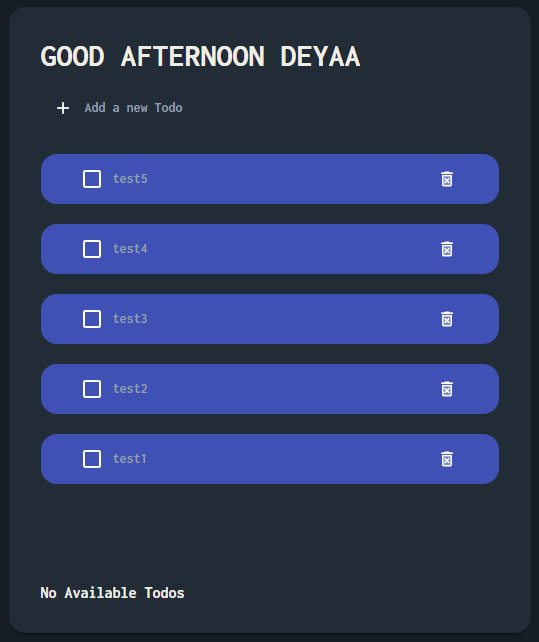 GOOD AFTERNOON DEYAA
Add a new Todo
test5
test4
test3
test2
test1
No Available Todos